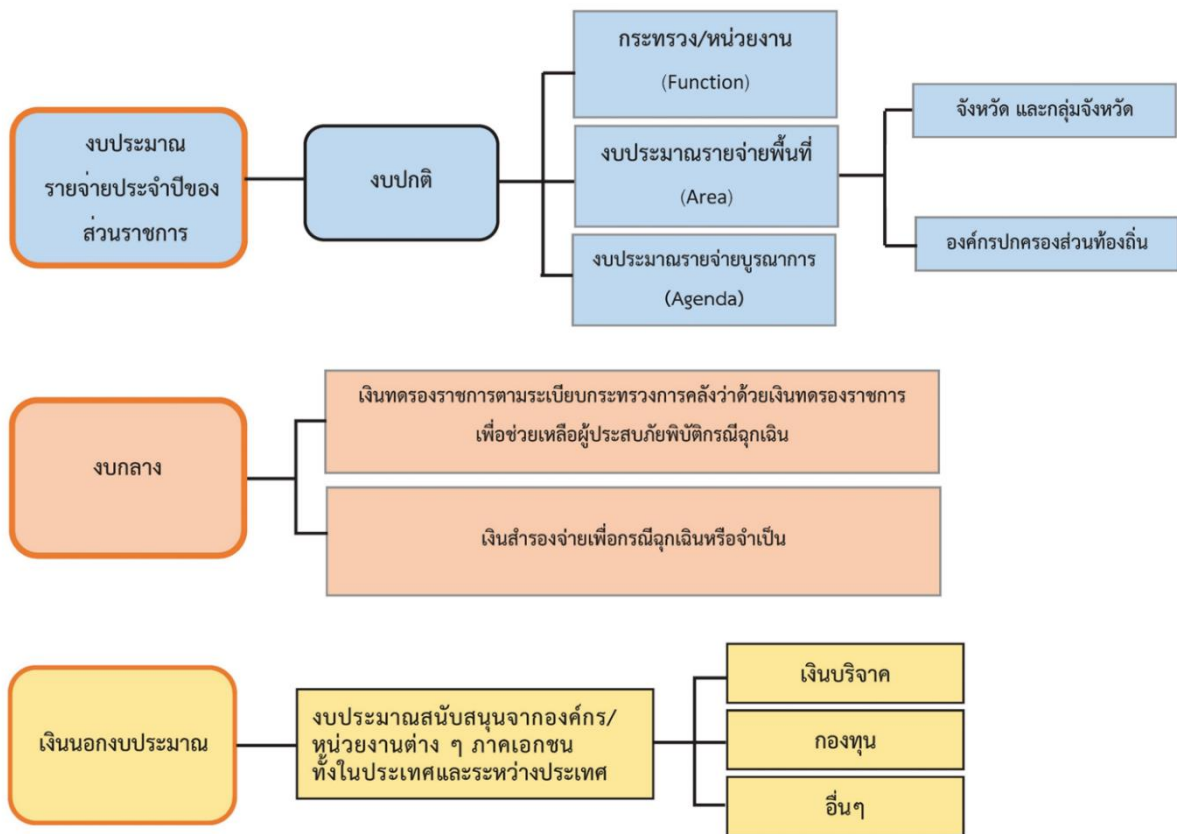 งบประมาณ
รายจ่ายประจำปีของ
ส่วนราชการ
งบปกติ
กระทรวง/หน่วยงาน
(Function)
งบประมาณรายจ่ายพื้นที่
(Area)
งบประมาณรายจ่ายบูรณาการ
(Agenda)
จังหวัด และกลุ่มจังหวัด
องค์กรปกครองส่วนท้องถิ่น
งบกลาง
เงินทดรองราชการตามระเบียบกระทรวงการคลังว่าด้วยเงินทดรองราชการ
เพื่อช่วยเหลือผู้ประสบภัยพิบัติกรณีฉุกเฉิน
เงินสำรองจ่ายเพื่อกรณีฉุกเฉินหรือจำเป็น
เงินนอกงบประมาณ
งบประมาณสนับสนุนจากองค์กร/
หน่วยงานต่าง ๆ ภาคเอกชน
ทั้งในประเทศและระหว่างประเทศ
เงินบริจาค
กองทุน
อื่นๆ